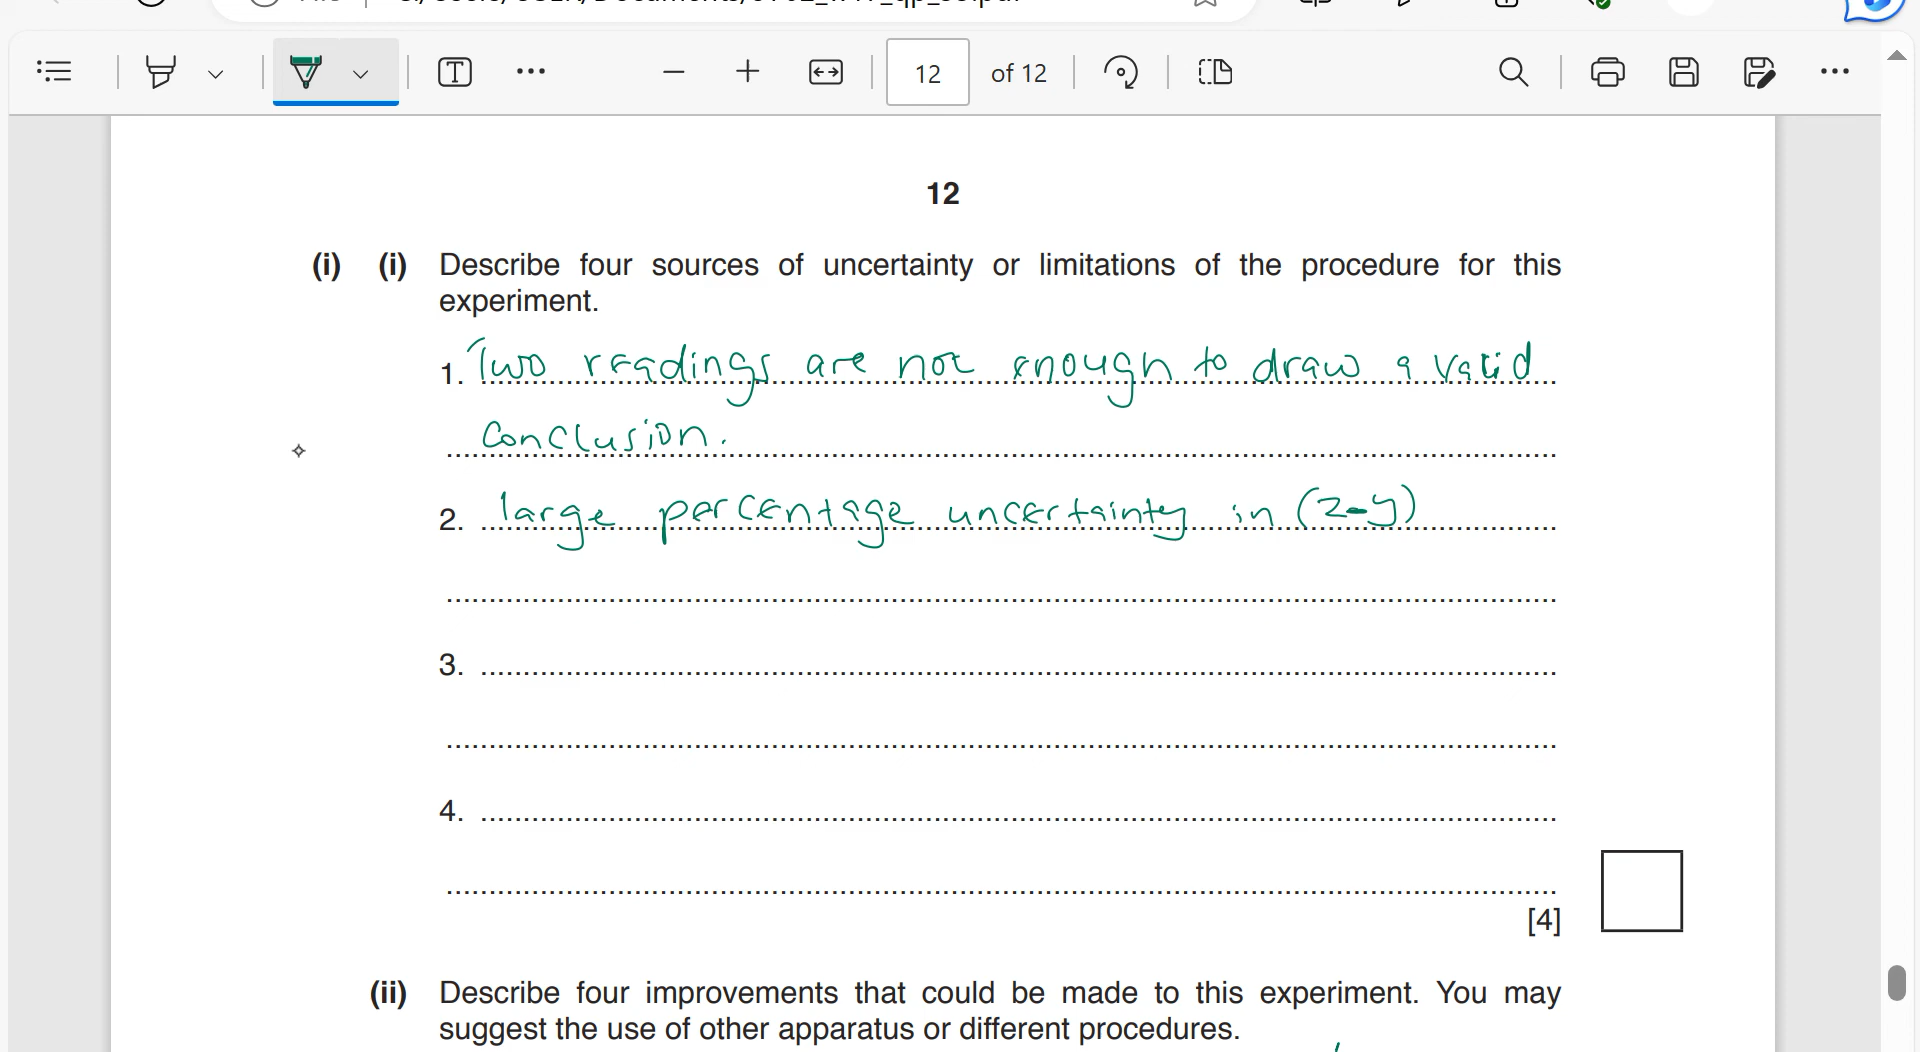 12 of 12
12
(i) (i) Describe four sources of uncertainty or limitations of the procedure for this
experiment.
1. Two readings are not enough to draw a valid
conclusion.
2. large percentage uncertainty in (z-y)
3.
4.
[4]
(ii) Describe four improvements that could be made to this experiment. You may
suggest the use of other apparatus or different procedures.